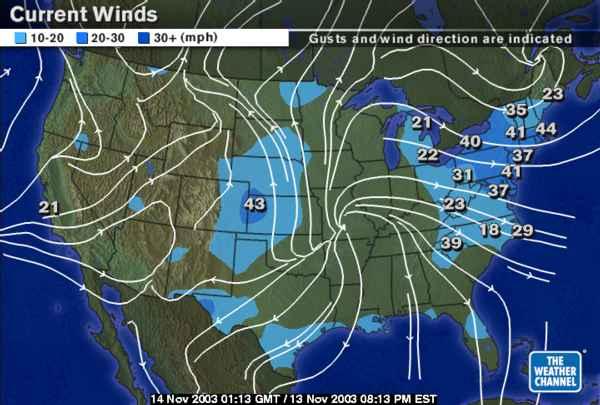 Current Winds
10-20 20-30 30+ (mph)
Gusts and wind direction are indicated
23
35
21
41 44
40
22
37
41
31
37
43
21
23
18 29
39
THE
WEATHER
CHANNEL
14 Nov 2003 01:13 GMT / 13 Nov 2003 08:13 PM EST